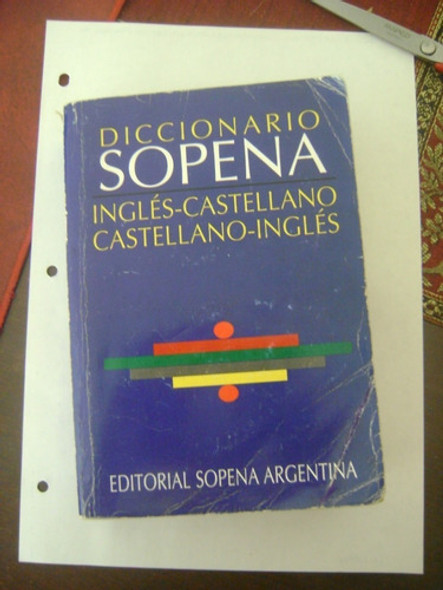 DICCIONARIO
SOPENA
INGLÉS-CASTELLANO
CASTELLANO-INGLÉS
EDITORIAL SOPENA ARGENTINA